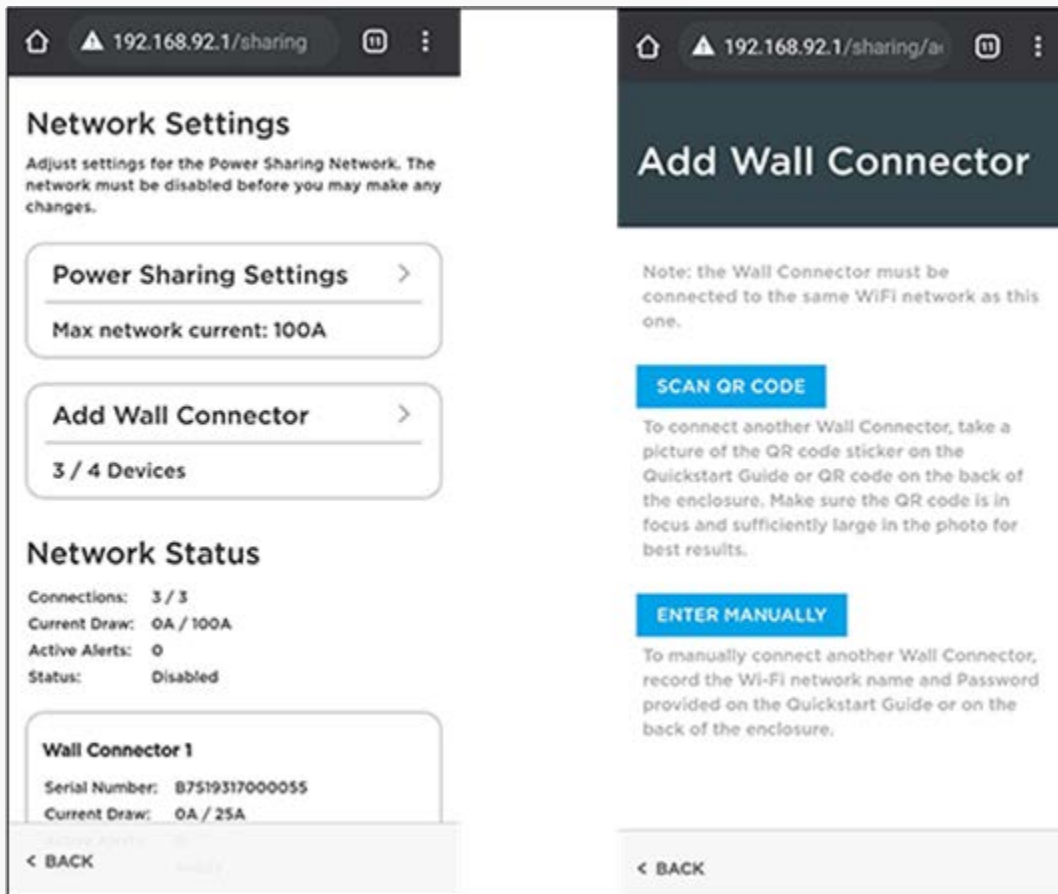 192.168.92.1/sharing
11
Network Settings
Adjust settings for the Power Sharing Network. The
network must be disabled before you may make any
changes.
Power Sharing Settings
Max network current: 100A
Add Wall Connector
3 / 4 Devices
Network Status
Connections: 3 / 3
Current Draw: 0A / 100A
Active Alerts: 0
Status: Disabled
Wall Connector 1
Serial Number: B7519317000055
Current Draw: 0A / 25A
< BACK
192.168.92.1/sharing/a
11
Add Wall Connector
Note: the Wall Connector must be
connected to the same WiFi network as this
one.
SCAN QR CODE
To connect another Wall Connector, take a
picture of the QR code sticker on the
Quickstart Guide or QR code on the back of
the enclosure. Make sure the QR code is in
focus and sufficiently large in the photo for
best results.
ENTER MANUALLY
To manually connect another Wall Connector,
record the Wi-Fi network name and Password
provided on the Quickstart Guide or on the
back of the enclosure.
< BACK